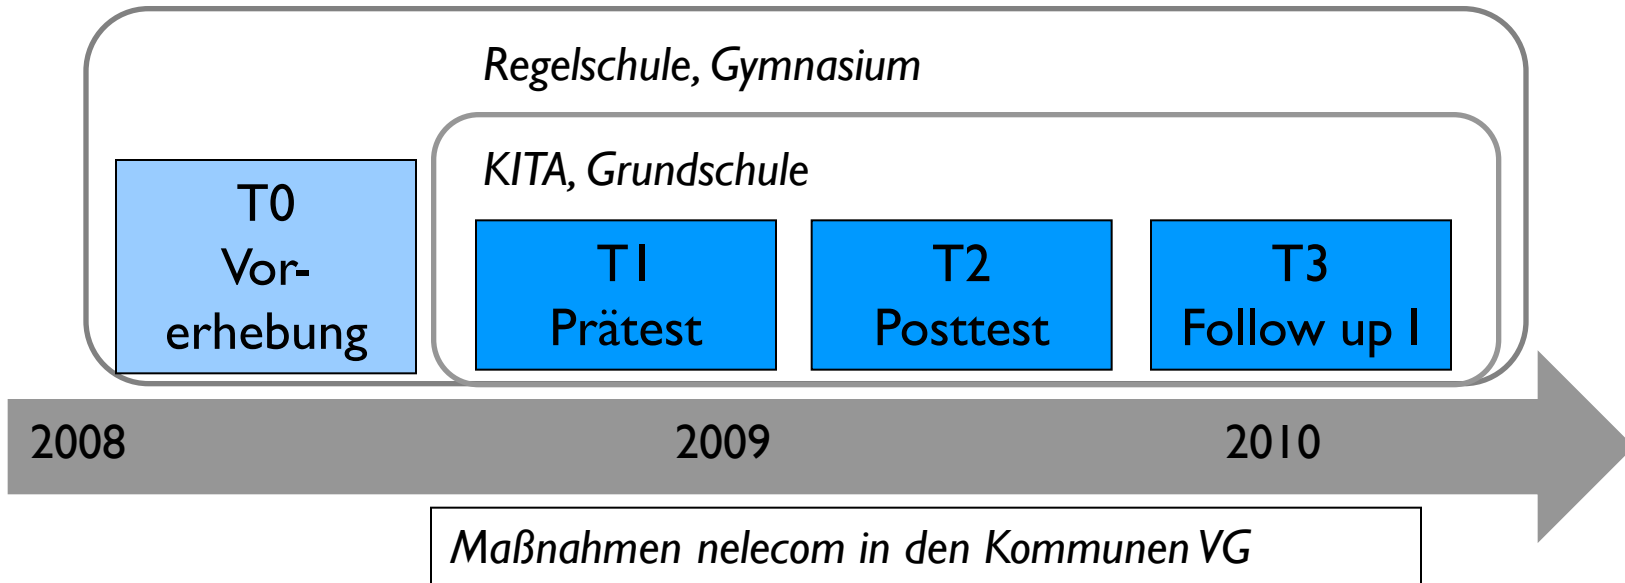 Regelschule, Gymnasium
KITA, Grundschule
T0
Vor-
erhebung
T1
Prätest
T2
Posttest
T3
Follow up 1
2008
2009
2010
Maßnahmen nelecom in den Kommunen VG